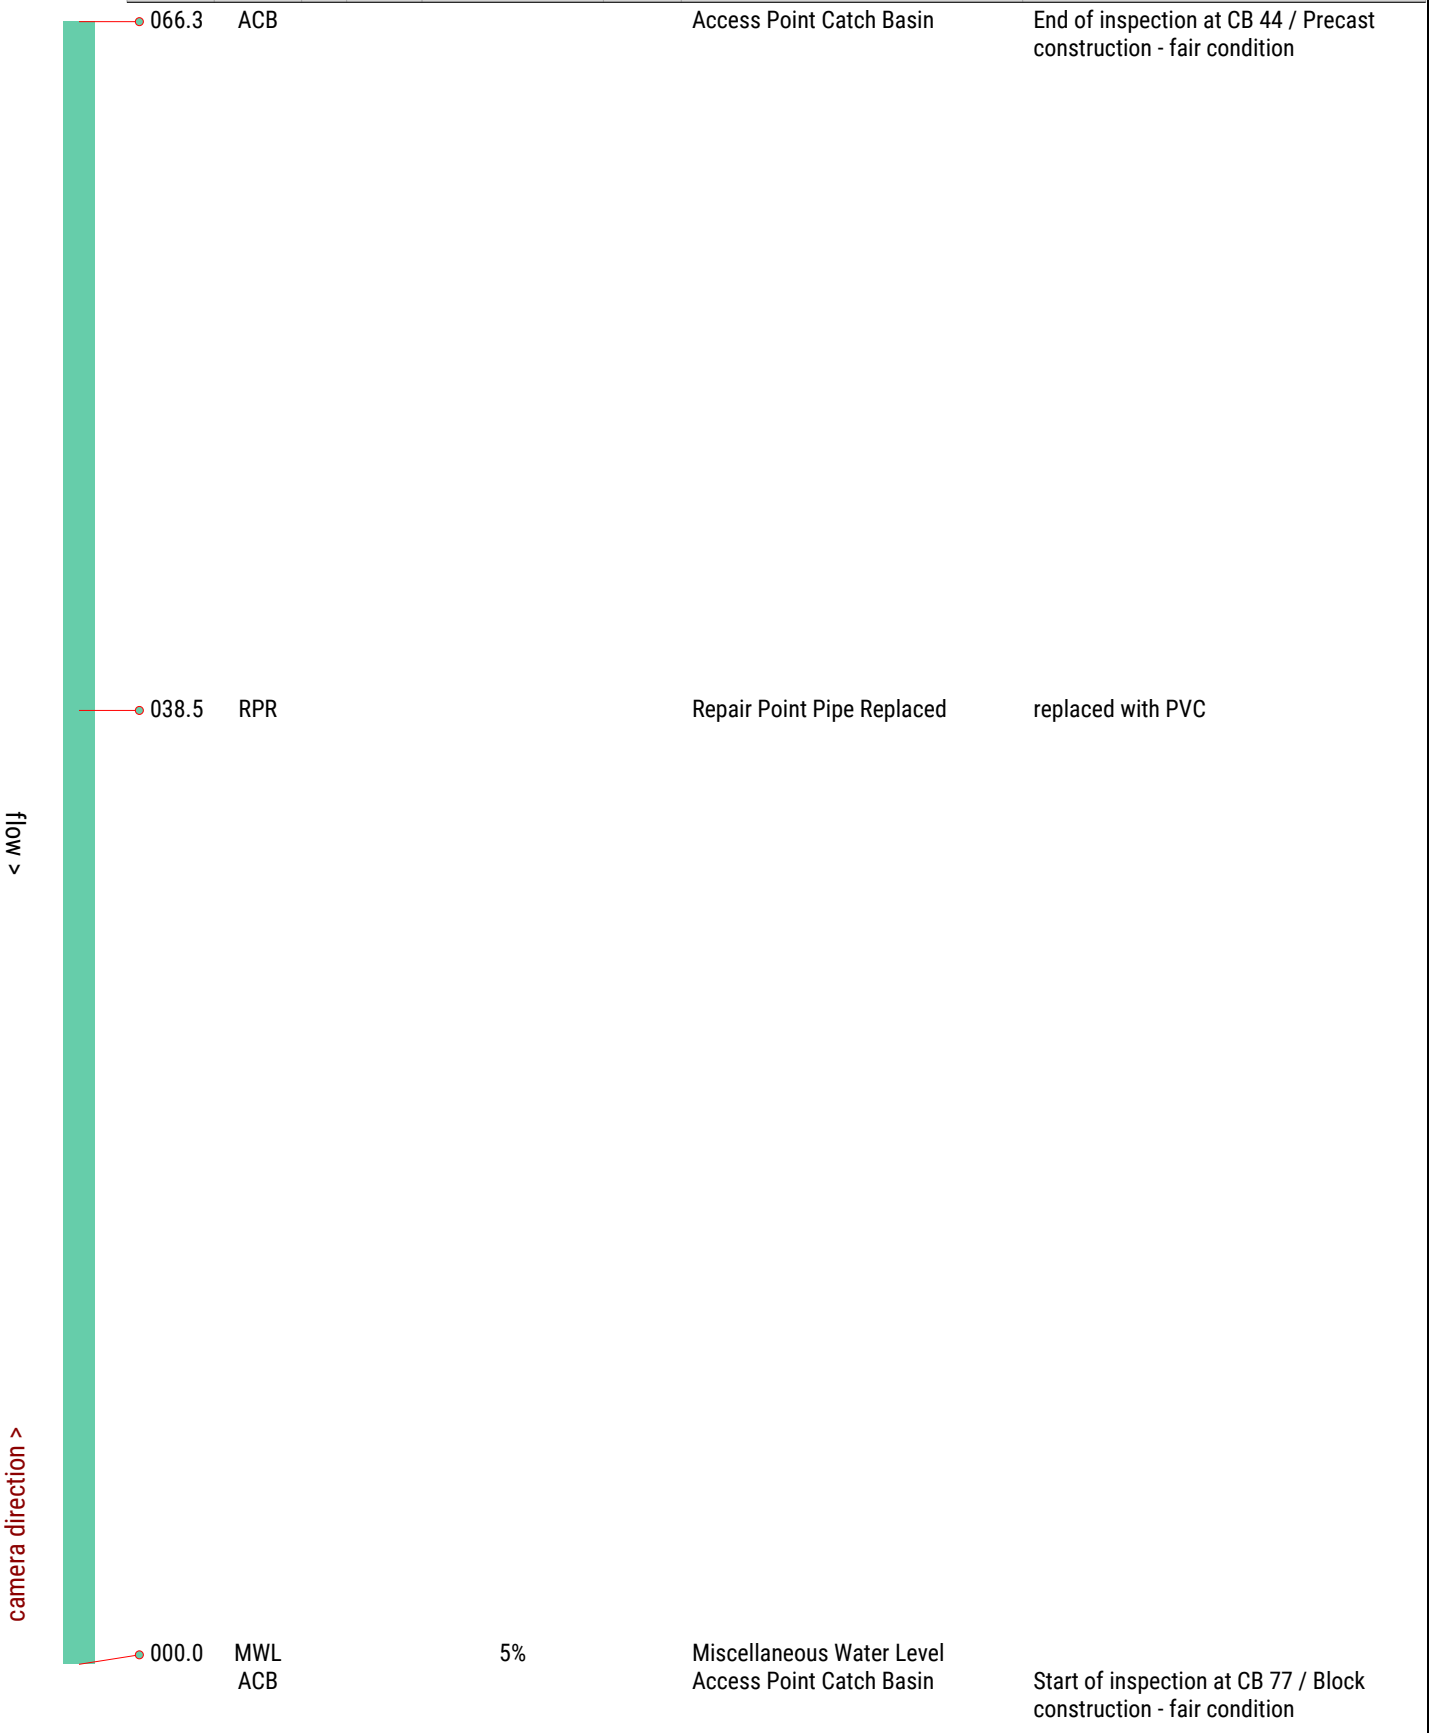 066.3 ACB Access Point Catch Basin End of inspection at CB 44 / Precast
construction - fair condition
038.5 RPR Repair Point Pipe Replaced replaced with PVC
flow >
camera direction >
000.0 MWL 5% Miscellaneous Water Level
ACB Access Point Catch Basin Start of inspection at CB 77 / Block
construction - fair condition